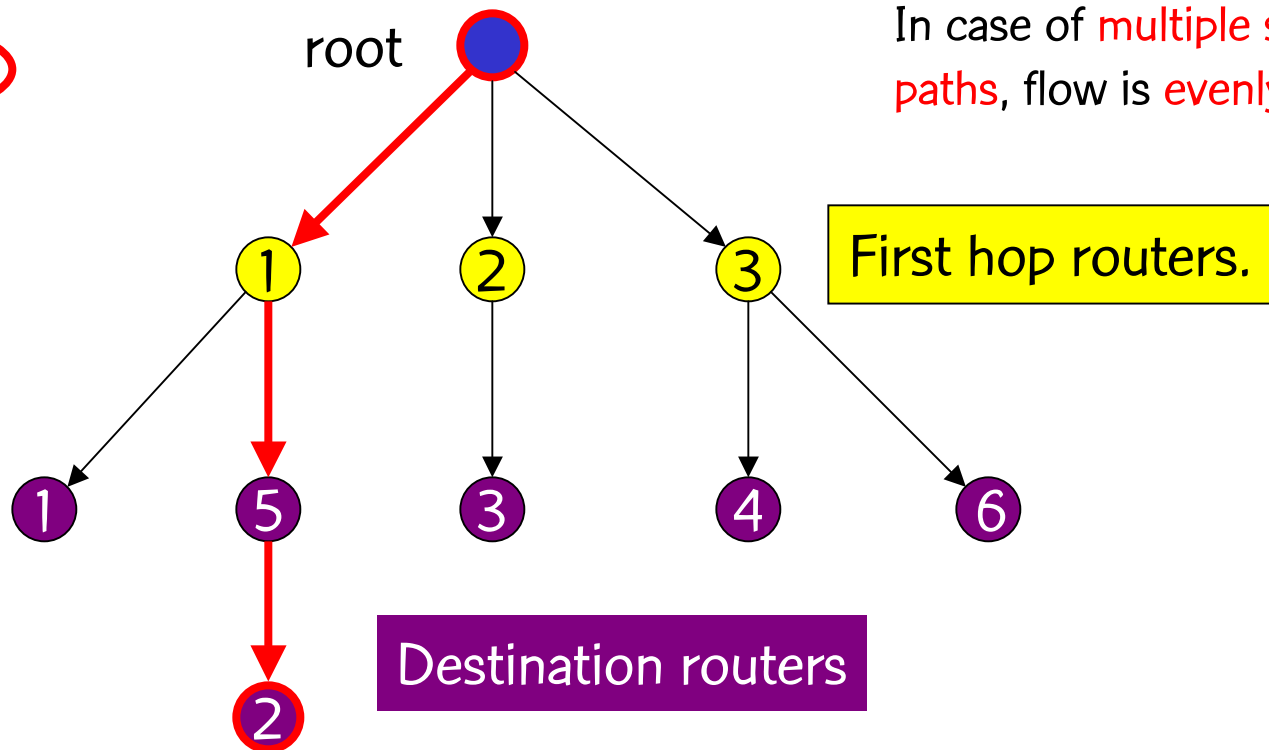 root
In case of multiple
paths, flow is evenly
1
2
3
First hop routers.
1
5
3
4
6
Destination routers
2